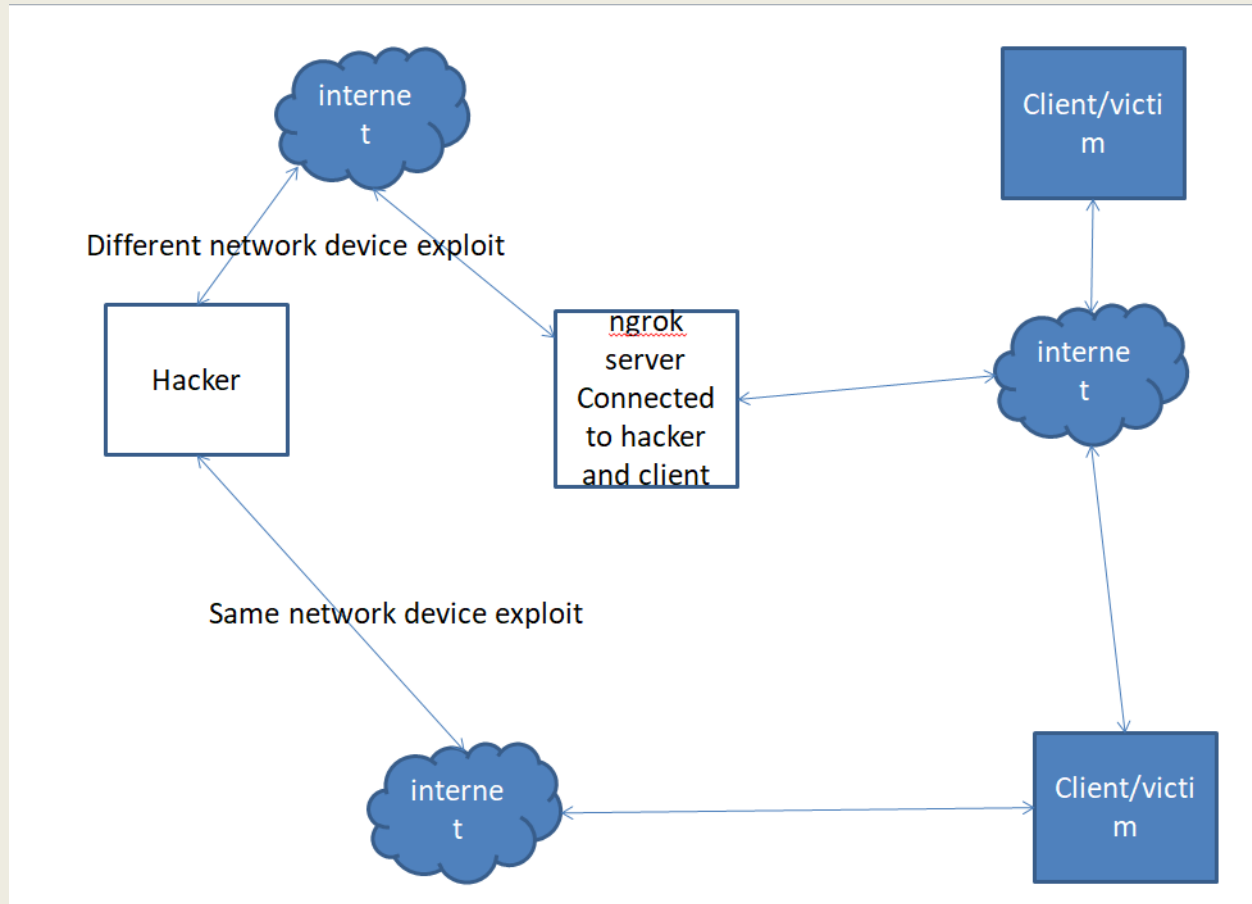 interne
t
Client/victi
m
Different network device exploit
Hacker
ngrok
server
Connected
to hacker
and client
interne
t
Same network device exploit
interne
t
Client/victi
m